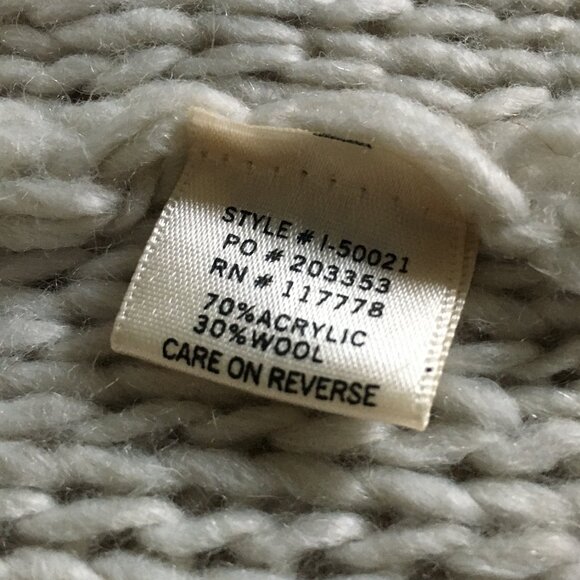 STYLE # I-50021
PO # 203353
RN # 117778
70%ACRYLIC
30%WOOL
CARE ON REVERSE